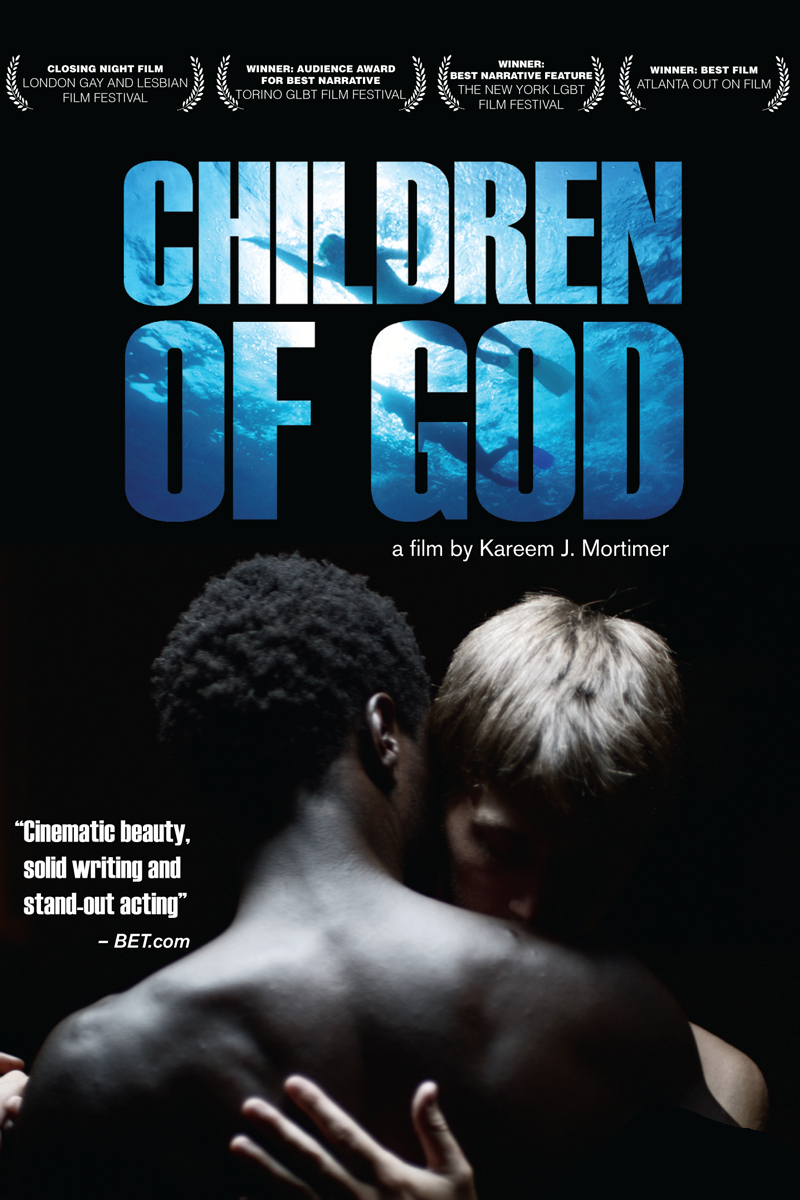 CLOSING NIGHT FILM
LONDON GAY AND LESBIAN
FILM FESTIVAL
WINNER: AUDIENCE AWARD
FOR BEST NARRATIVE
TORINO GLBT FILM FESTIVAL
WINNER:
BEST NARRATIVE FEATURE
THE NEW YORK LGBT
FILM FESTIVAL
WINNER: BEST FILM
ATLANTA OUT ON FILM
CHILDREN
OF GOD
a film by Kareem J. Mortimer
“Cinematic beauty,
solid writing and
stand-out acting”
– BET.com